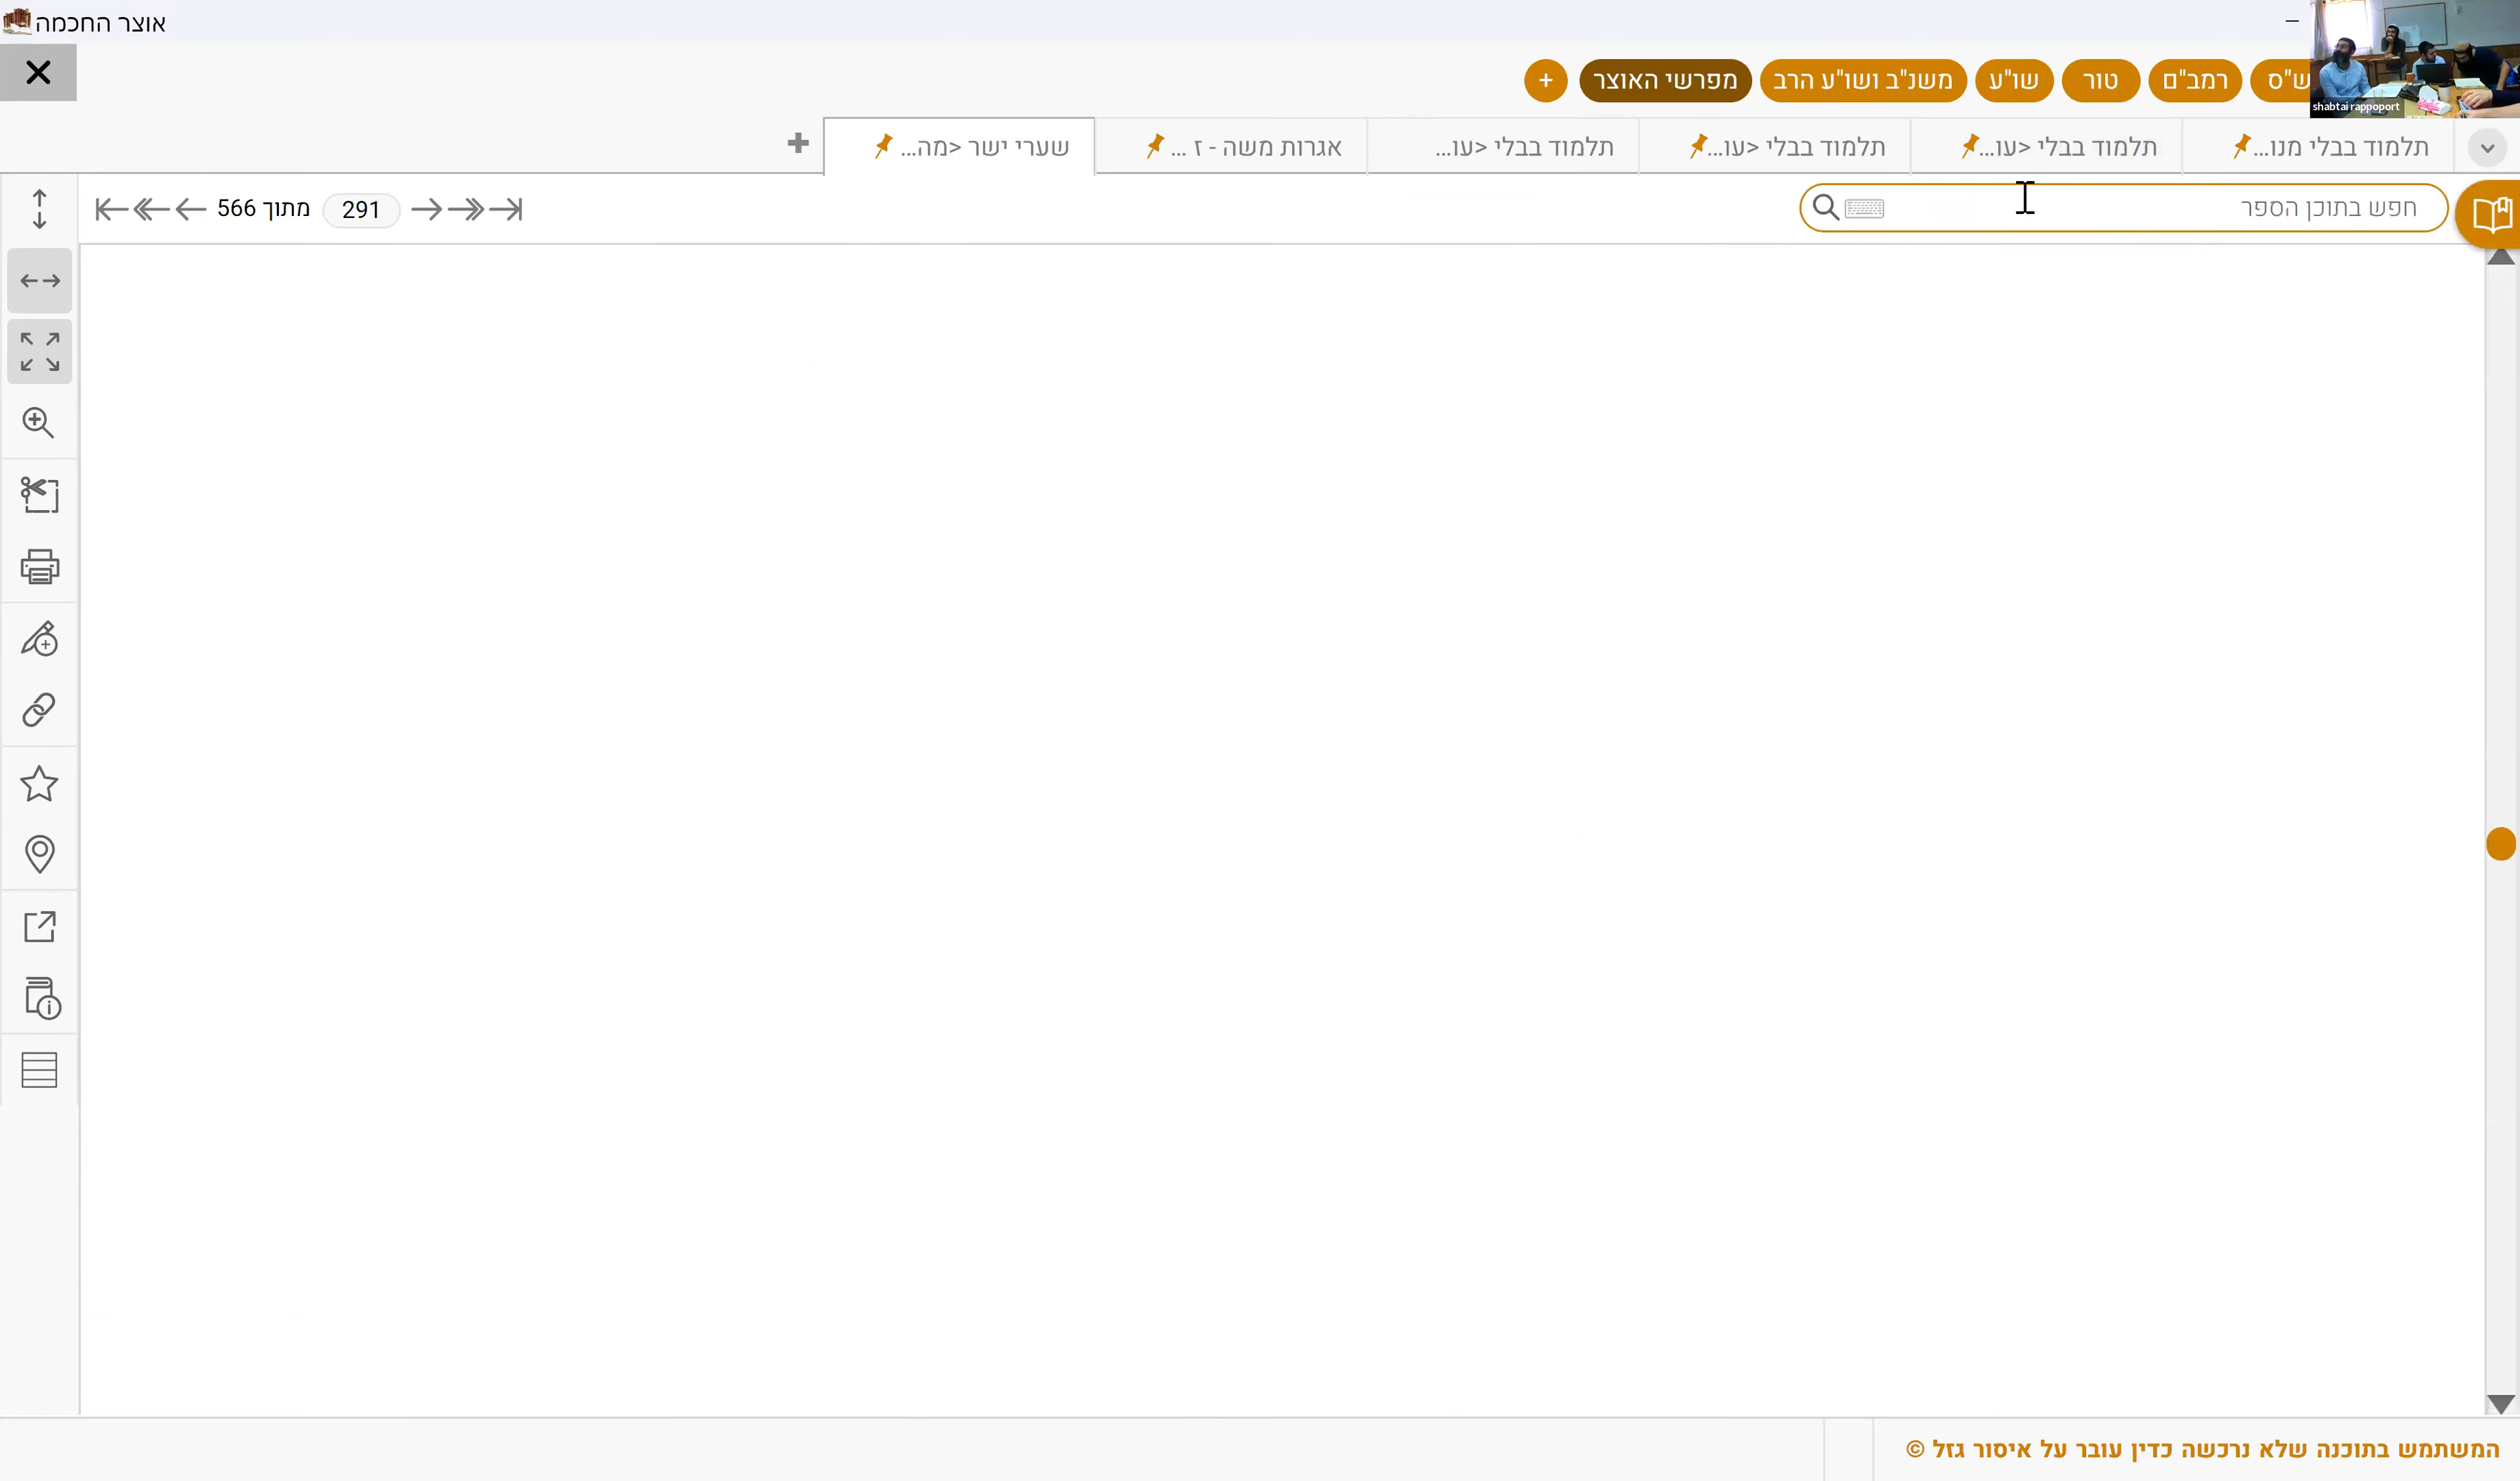 אוצר החכמה
ש"ס
רמב"ם
טור
שו"ע
משנ"ב ושו"ע הרב
מפרשי האוצר
+
shabtai rappoport
תלמוד בבלי מנו...
תלמוד בבלי <עו...
תלמוד בבלי <עו...
תלמוד בבלי <עו...
אגרות משה - ז ...
שערי ישר <מה...
חפש בתוכן הספר
291
מתוך 566
המשתמש בתוכנה שלא נרכשה כדין עובר על איסור גזל ©